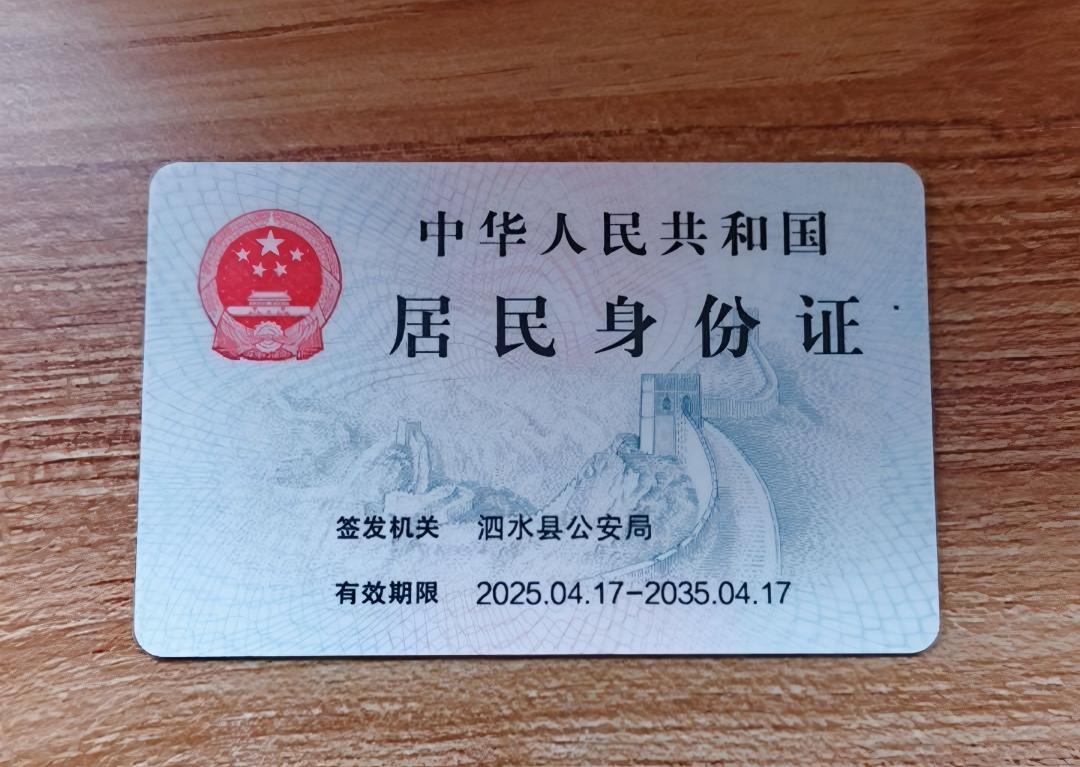 中华人民共和国
居民身份证
签发机关 泗水县公安局
有效期限 2025.04.17-2035.04.17